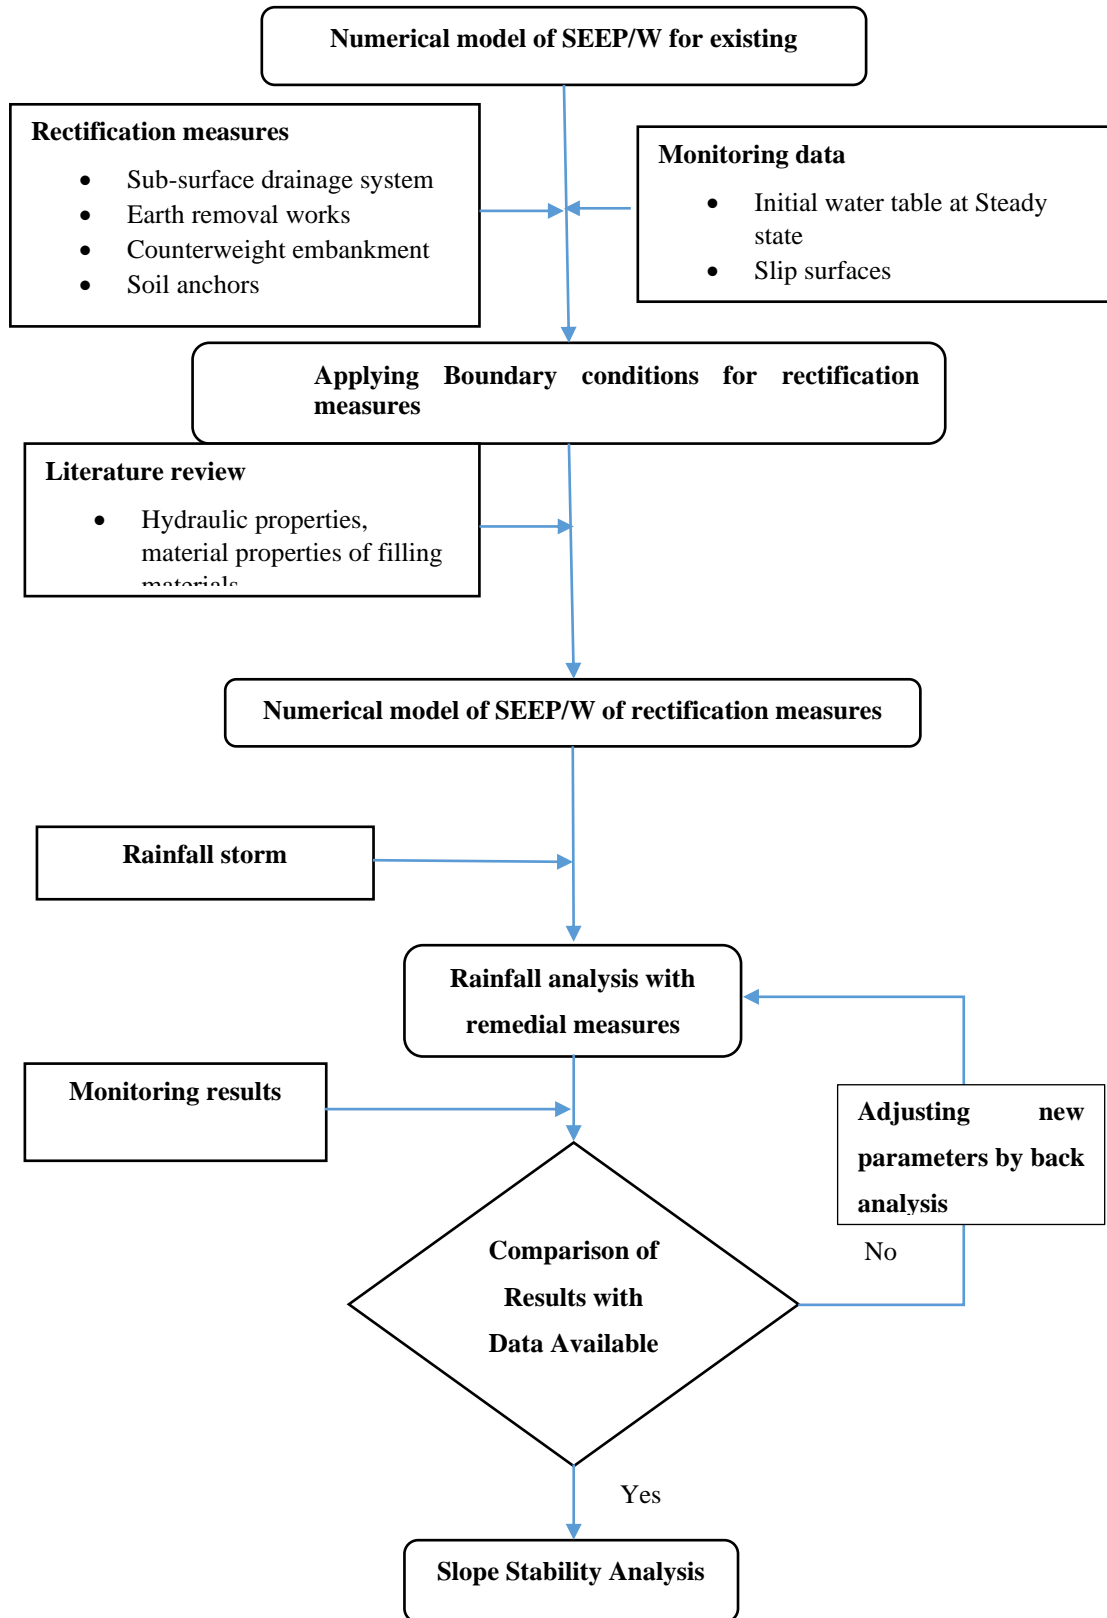 Numerical model of SEEP/W for existing
Rectification measures
• Sub-surface drainage system
• Earth removal works
• Counterweight embankment
• Soil anchors
Monitoring data
• Initial water table at Steady
state
• Slip surfaces
Applying Boundary conditions for rectification
measures
Literature review
• Hydraulic properties,
material properties of filling
materials
Numerical model of SEEP/W of rectification measures
Rainfall storm
Rainfall analysis with
remedial measures
Monitoring results
Adjusting new
parameters by back
analysis
No
Comparison of
Results with
Data Available
Yes
Slope Stability Analysis